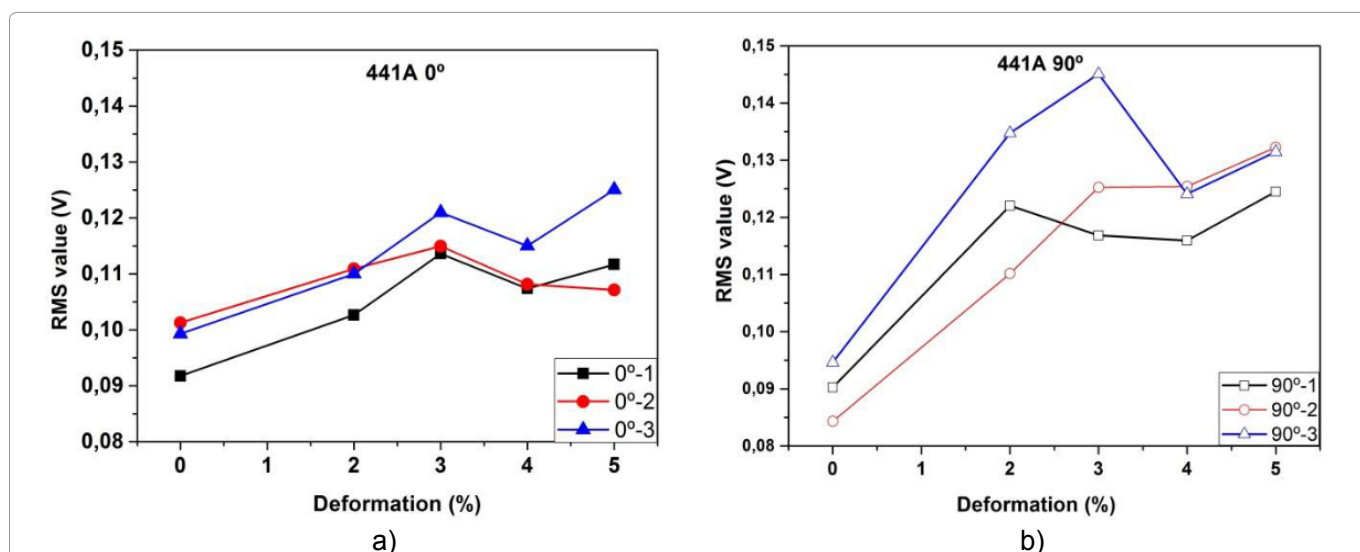 441A 0º
0,15
0,14
0,13
0,12
0,11
0,10
0,09
0,08
RMS value (V)
0 1 2 3 4 5
Deformation (%)
0º-1
0º-2
0º-3
a)
441A 90º
0,15
0,14
0,13
0,12
0,11
0,10
0,09
0,08
RMS value (V)
0 1 2 3 4 5
Deformation (%)
90º-1
90º-2
90º-3
b)